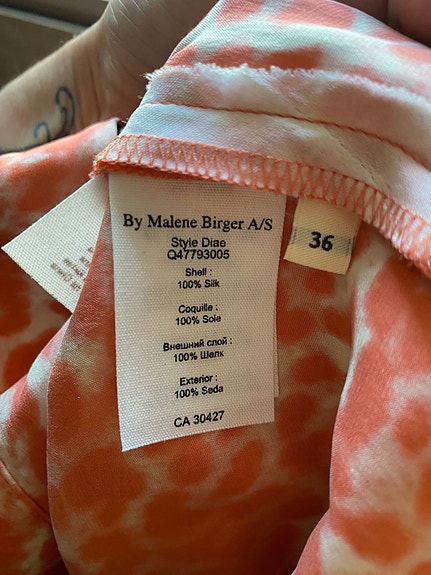 By Malene Birger A/S
Style Diae
Q47793005
Shell :
100% Silk
Coquille :
100% Soie
Внешний слой :
100% Шелк
Exterior :
100% Seda
CA 30427
36